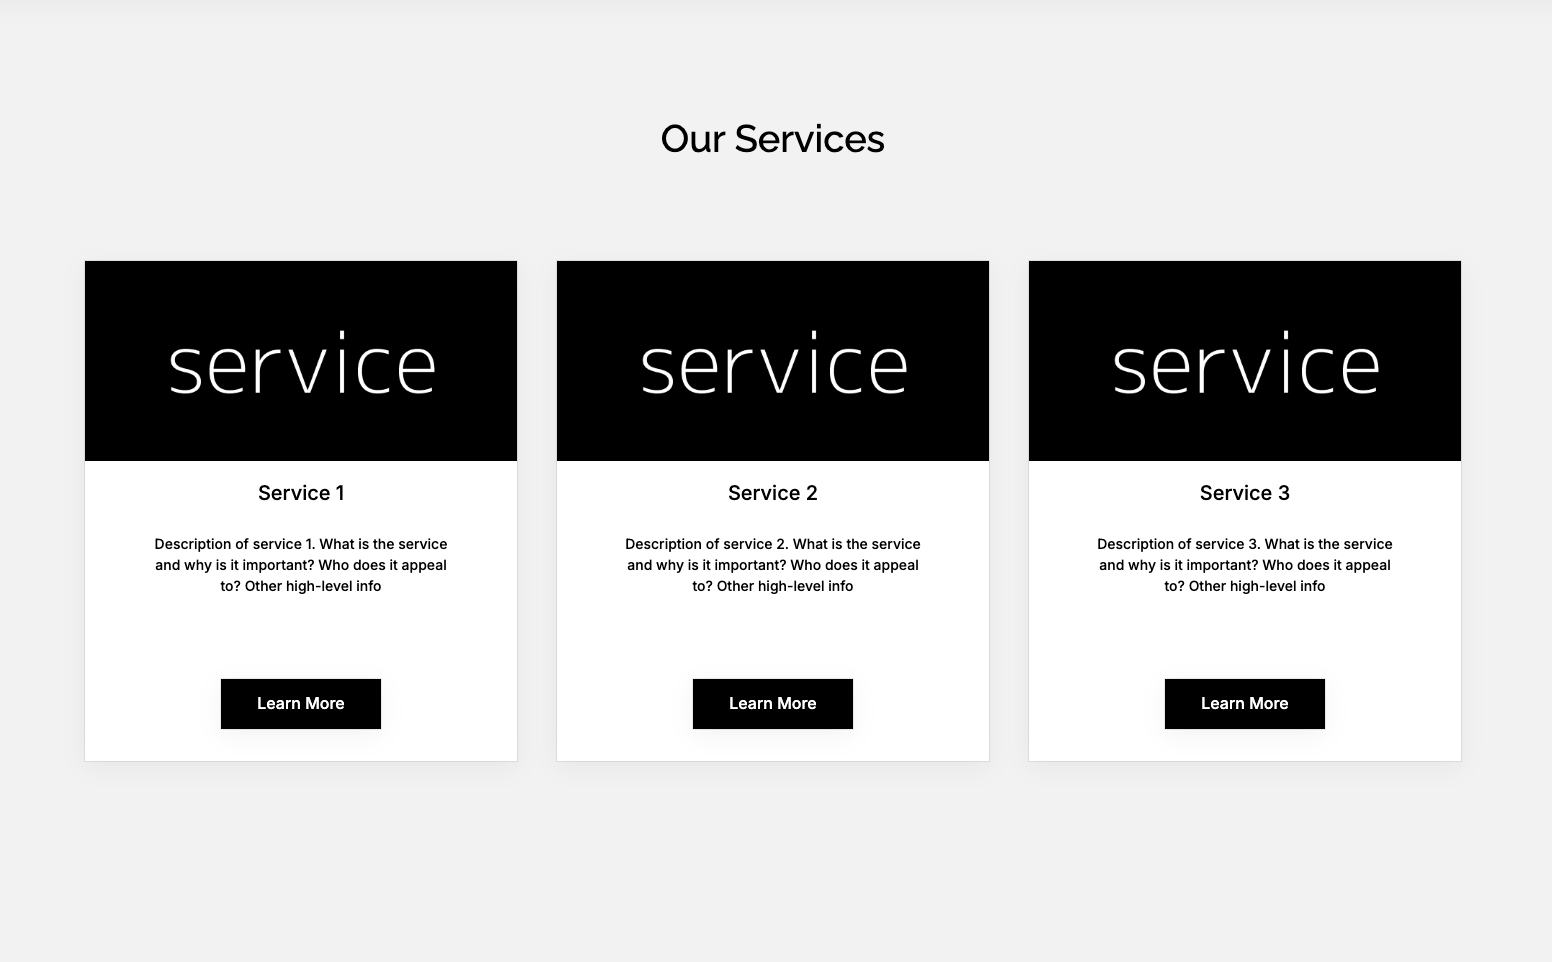 Our Services
service
service
service
Service 1
Description of service 1. What is the service
and why is it important? Who does it appeal
to? Other high-level info
Learn More
Service 2
Description of service 2. What is the service
and why is it important? Who does it appeal
to? Other high-level info
Learn More
Service 3
Description of service 3. What is the service
and why is it important? Who does it appeal
to? Other high-level info
Learn More